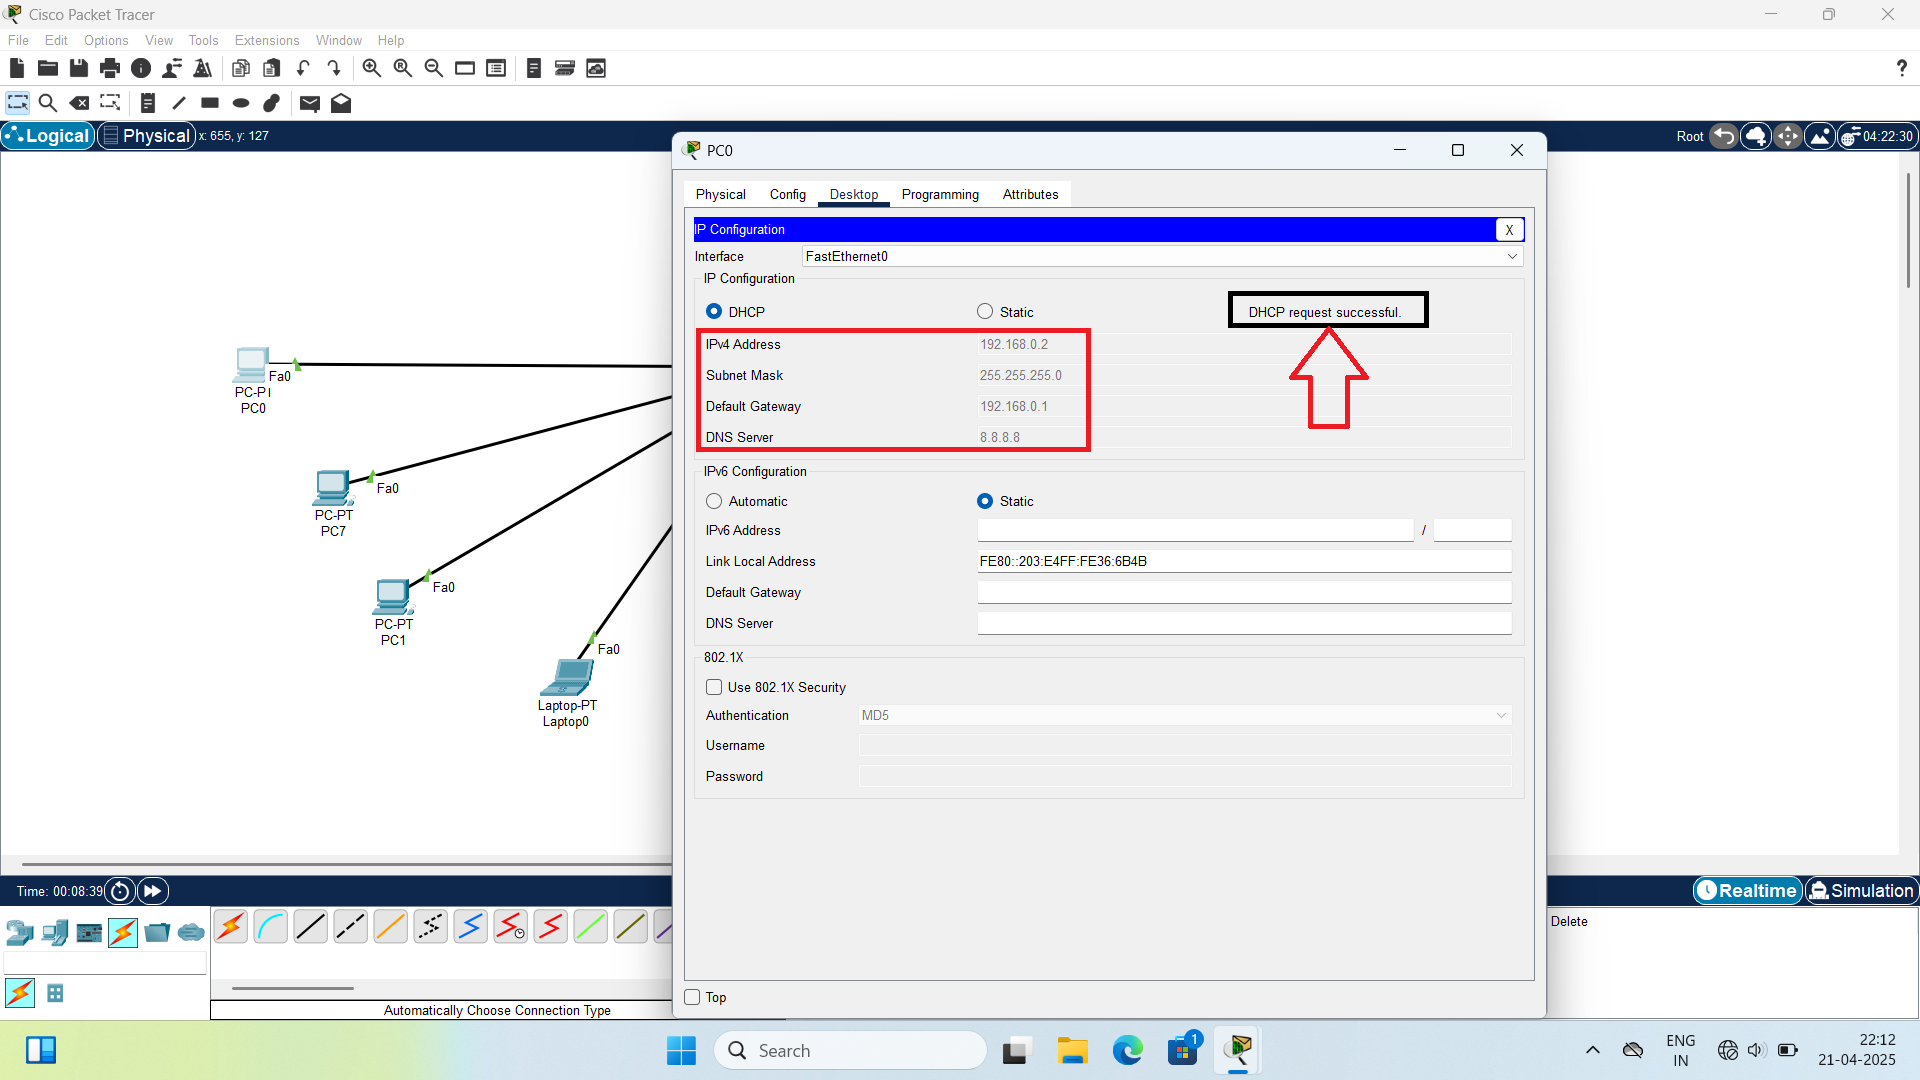 Cisco Packet Tracer
File Edit Options View Tools Extensions Window Help
Logical Physical x: 655, y: 127
Root 04:22:30
PC0
Physical Config Desktop Programming Attributes
IP Configuration X
Interface FastEthernet0
IP Configuration
DHCP Static DHCP request successful.
IPv4 Address 192.168.0.2
Subnet Mask 255.255.255.0
Default Gateway 192.168.0.1
DNS Server 8.8.8.8
IPv6 Configuration
Automatic Static
IPv6 Address /
Link Local Address FE80::203:E4FF:FE36:6B4B
Default Gateway
DNS Server
802.1X
Use 802.1X Security
Authentication MD5
Username
Password
Top
Fa0
PC-PT
PC0
Fa0
PC-PT
PC7
Fa0
PC-PT
PC1
Fa0
Laptop-PT
Laptop0
Time: 00:08:39
Realtime Simulation
Automatically Choose Connection Type
Delete
Search
1
ENG
IN
22:12
21-04-2025